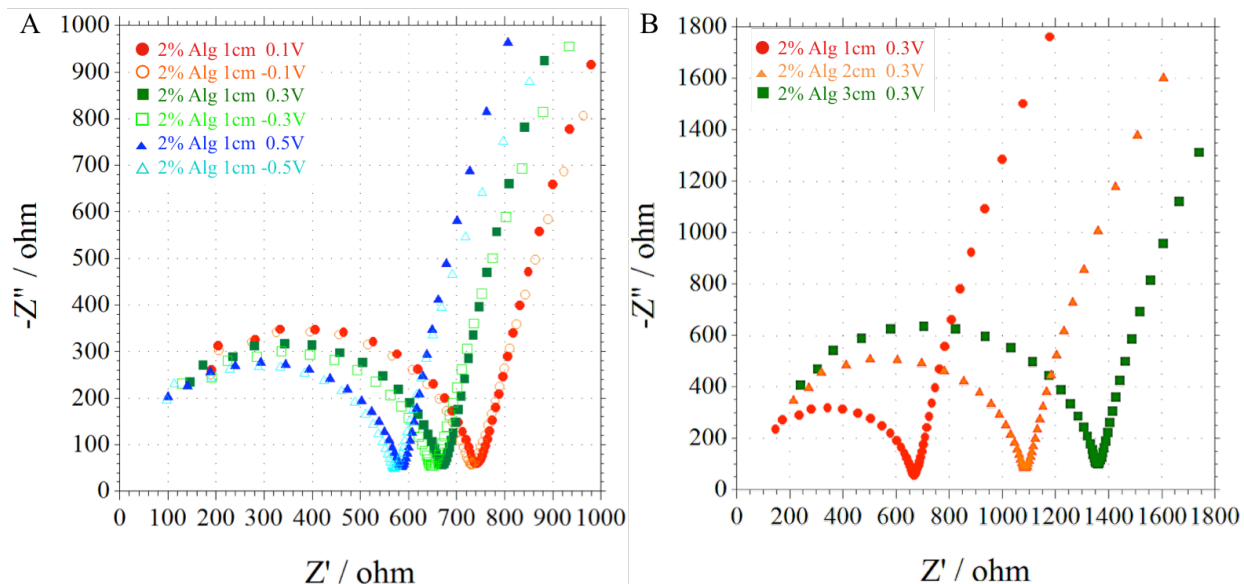 A
1000
900
800
700
600
500
400
300
200
100
0
-Z'' / ohm
2% Alg 1cm 0.1V
2% Alg 1cm -0.1V
2% Alg 1cm 0.3V
2% Alg 1cm -0.3V
2% Alg 1cm 0.5V
2% Alg 1cm -0.5V
0 100 200 300 400 500 600 700 800 900 1000
Z' / ohm
B
1800
1600
1400
1200
1000
800
600
400
200
0
-Z'' / ohm
2% Alg 1cm 0.3V
2% Alg 2cm 0.3V
2% Alg 3cm 0.3V
0 200 400 600 800 1000 1200 1400 1600 1800
Z' / ohm